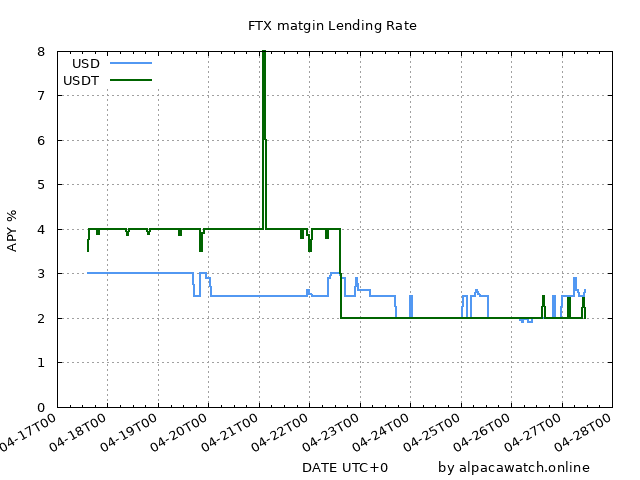 FTX matgin Lending Rate
USD
USDT
8
7
6
5
4
3
2
1
0
APY %
04-17T00
04-18T00
04-19T00
04-20T00
04-21T00
04-22T00
04-23T00
04-24T00
04-25T00
04-26T00
04-27T00
04-28T00
DATE UTC+0
by alpacawatch.online